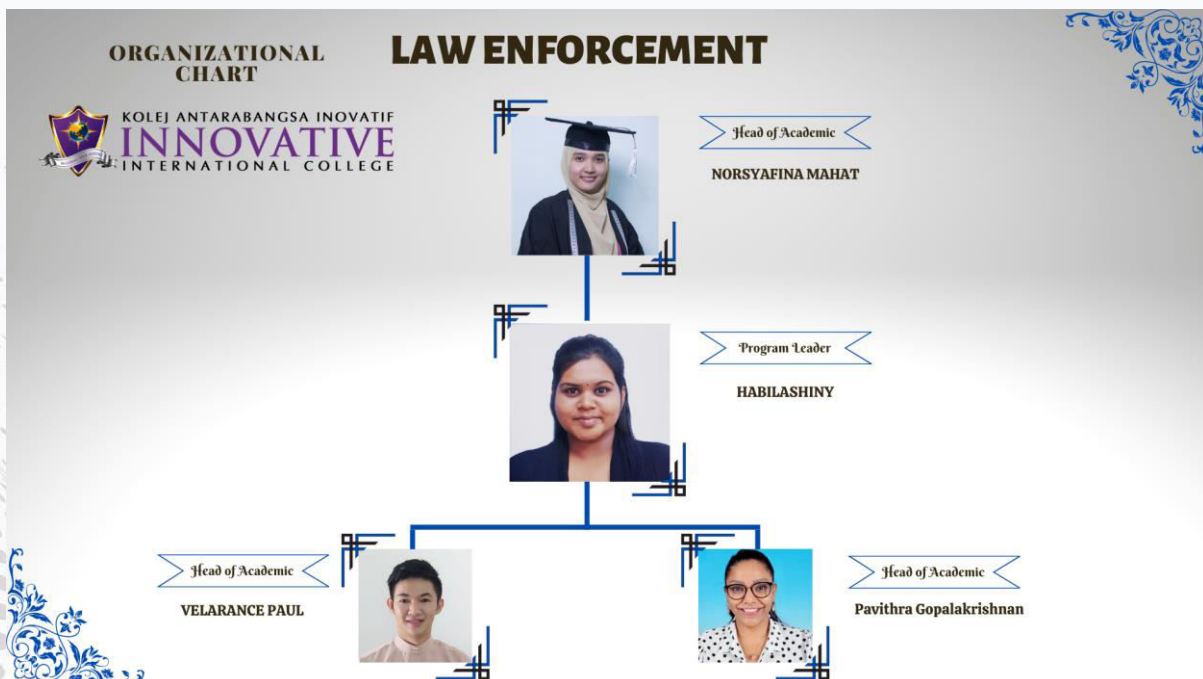 ORGANIZATIONAL
CHART
LAW ENFORCEMENT
KOLEJ ANTARABANGSA INOVATIF
INNOVATIVE
INTERNATIONAL COLLEGE
Head of Academic
NORSYAFINA MAHAT
Program Leader
HABILASHINY
Head of Academic
VELARANCE PAUL
Head of Academic
Pavithra Gopalakrishnan